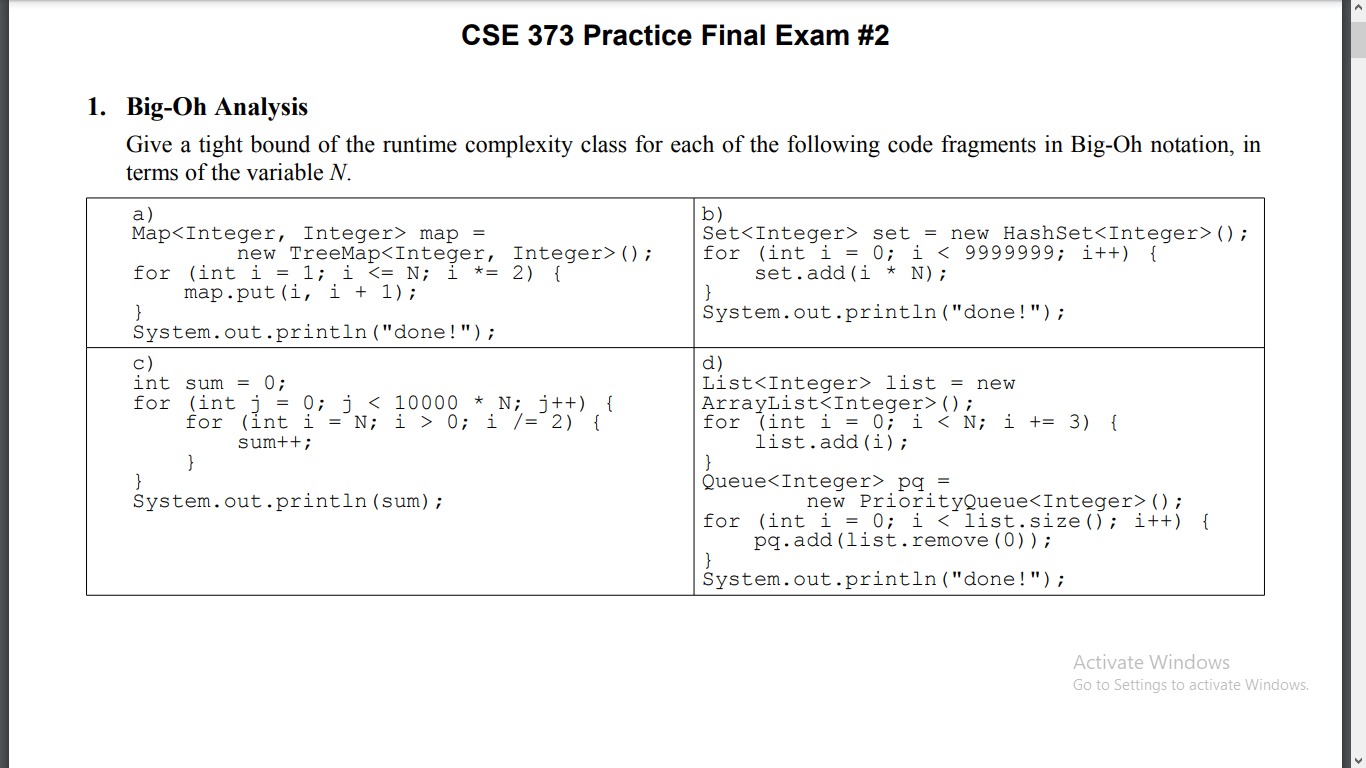 CSE 373 Practice Final Exam #2
1. Big-Oh Analysis
Give a tight bound of the runtime complexity class for each of the following code fragments in Big-Oh notation, in
terms of the variable N.
a)
Map<Integer, Integer> map =
        new TreeMap<Integer, Integer>();
for (int i = 1; i <= N; i *= 2) {
    map.put(i, i + 1);
}
System.out.println("done!");
b)
Set<Integer> set = new HashSet<Integer>();
for (int i = 0; i < 9999999; i++) {
    set.add(i * N);
}
System.out.println("done!");
c)
int sum = 0;
for (int j = 0; j < 10000 * N; j++) {
    for (int i = N; i > 0; i /= 2) {
        sum++;
    }
}
System.out.println(sum);
d)
List<Integer> list = new
ArrayList<Integer>();
for (int i = 0; i < N; i += 3) {
    list.add(i);
}
Queue<Integer> pq =
        new PriorityQueue<Integer>();
for (int i = 0; i < list.size(); i++) {
    pq.add(list.remove(0));
}
System.out.println("done!");
Activate Windows
Go to Settings to activate Windows.